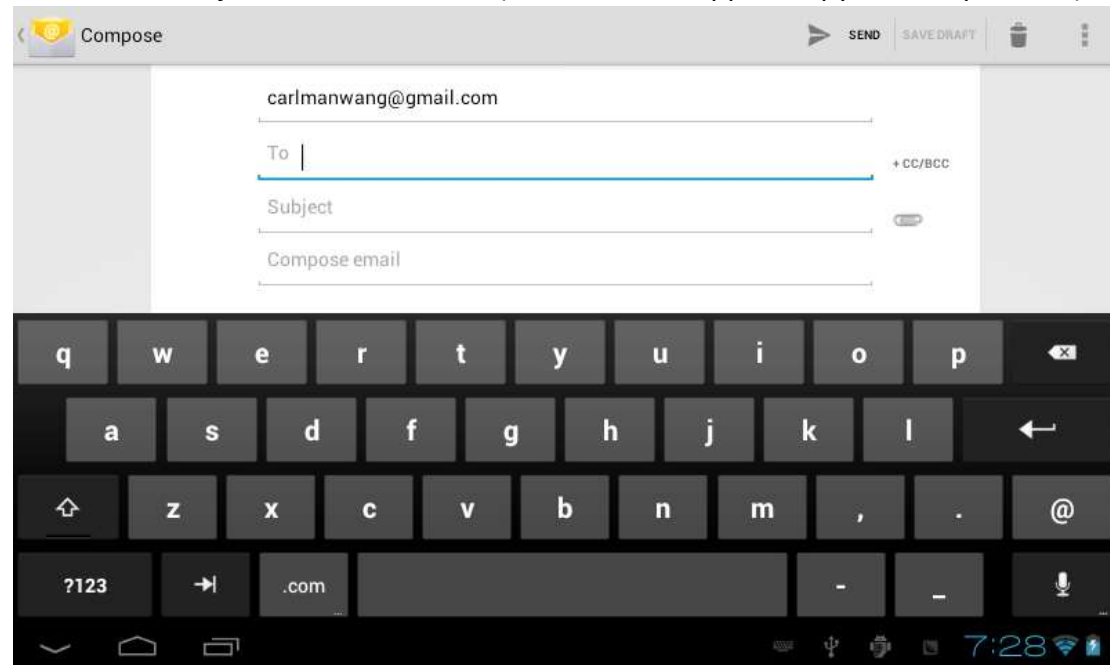 Compose SEND SAVE DRAFT
carlmanwang@gmail.com
To
+ CC/BCC
Subject
Compose email
q w e r t y u i o p
a s d f g h j k l
z x c v b n m , . @
?123 .com - _
7:28